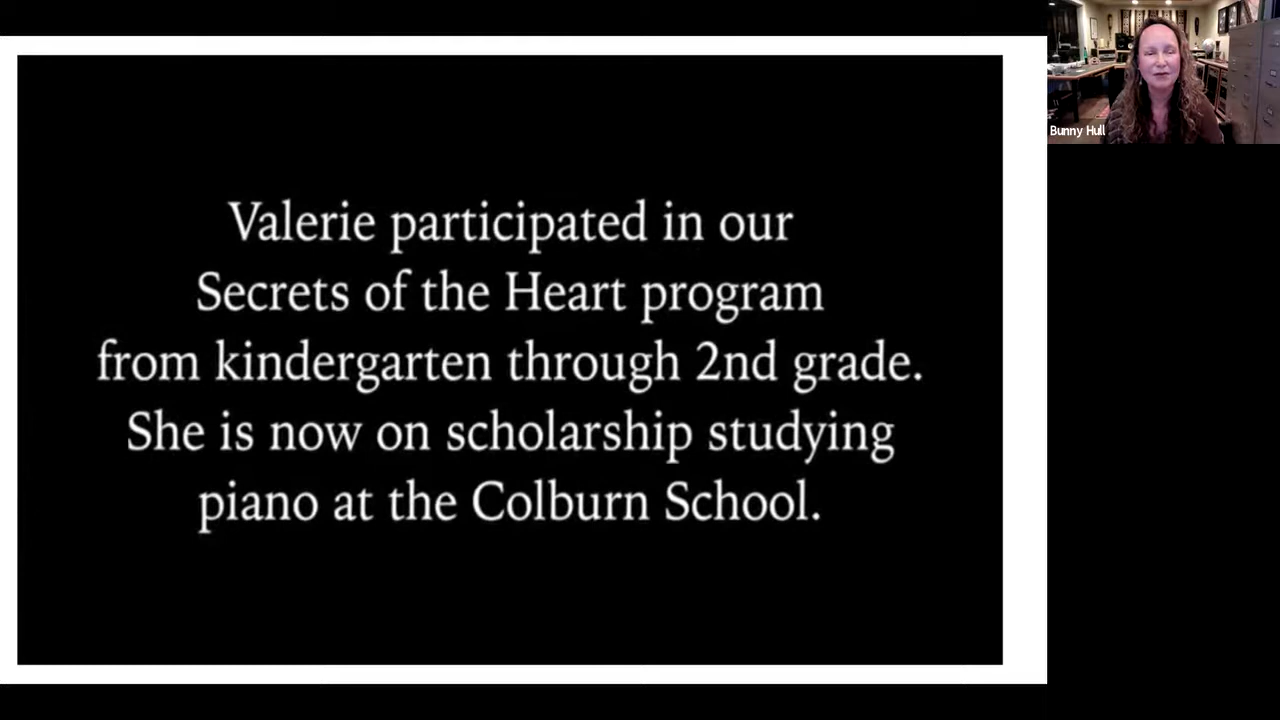 Valerie participated in our
Secrets of the Heart program
from kindergarten through 2nd grade.
She is now on scholarship studying
piano at the Colburn School.
Bunny Hull